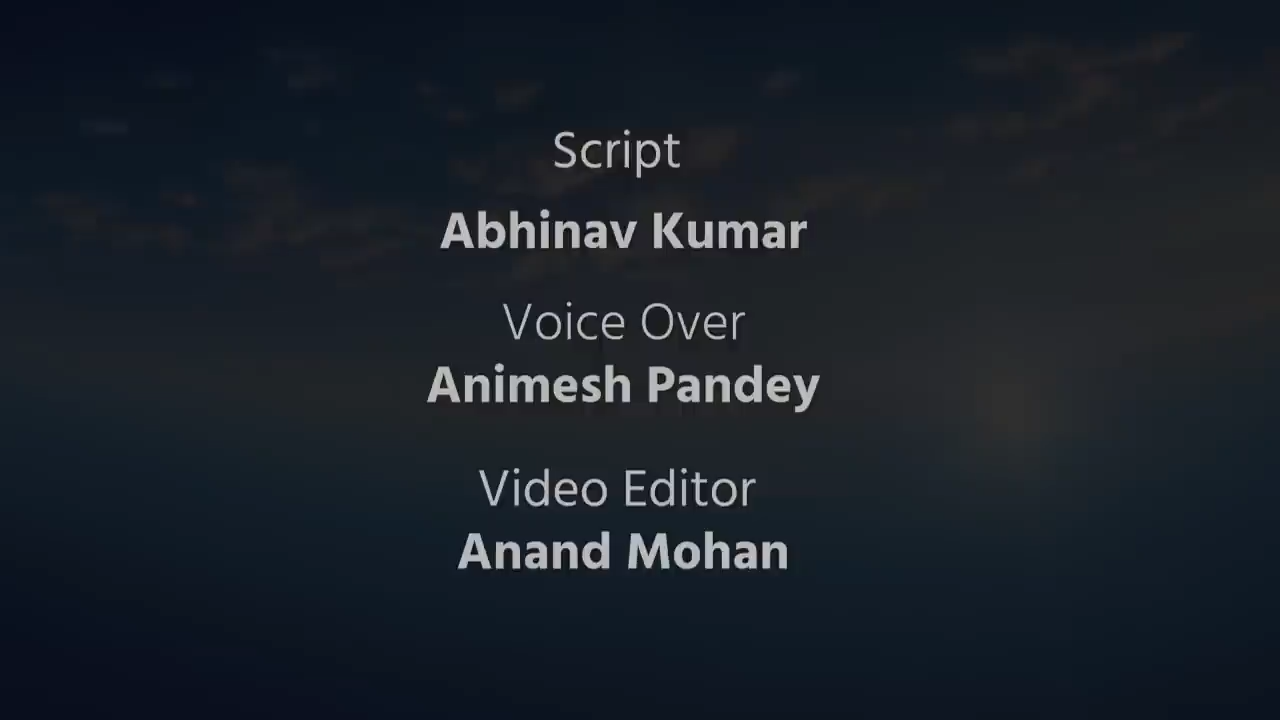 Script
Abhinav Kumar
Voice Over
Animesh Pandey
Video Editor
Anand Mohan